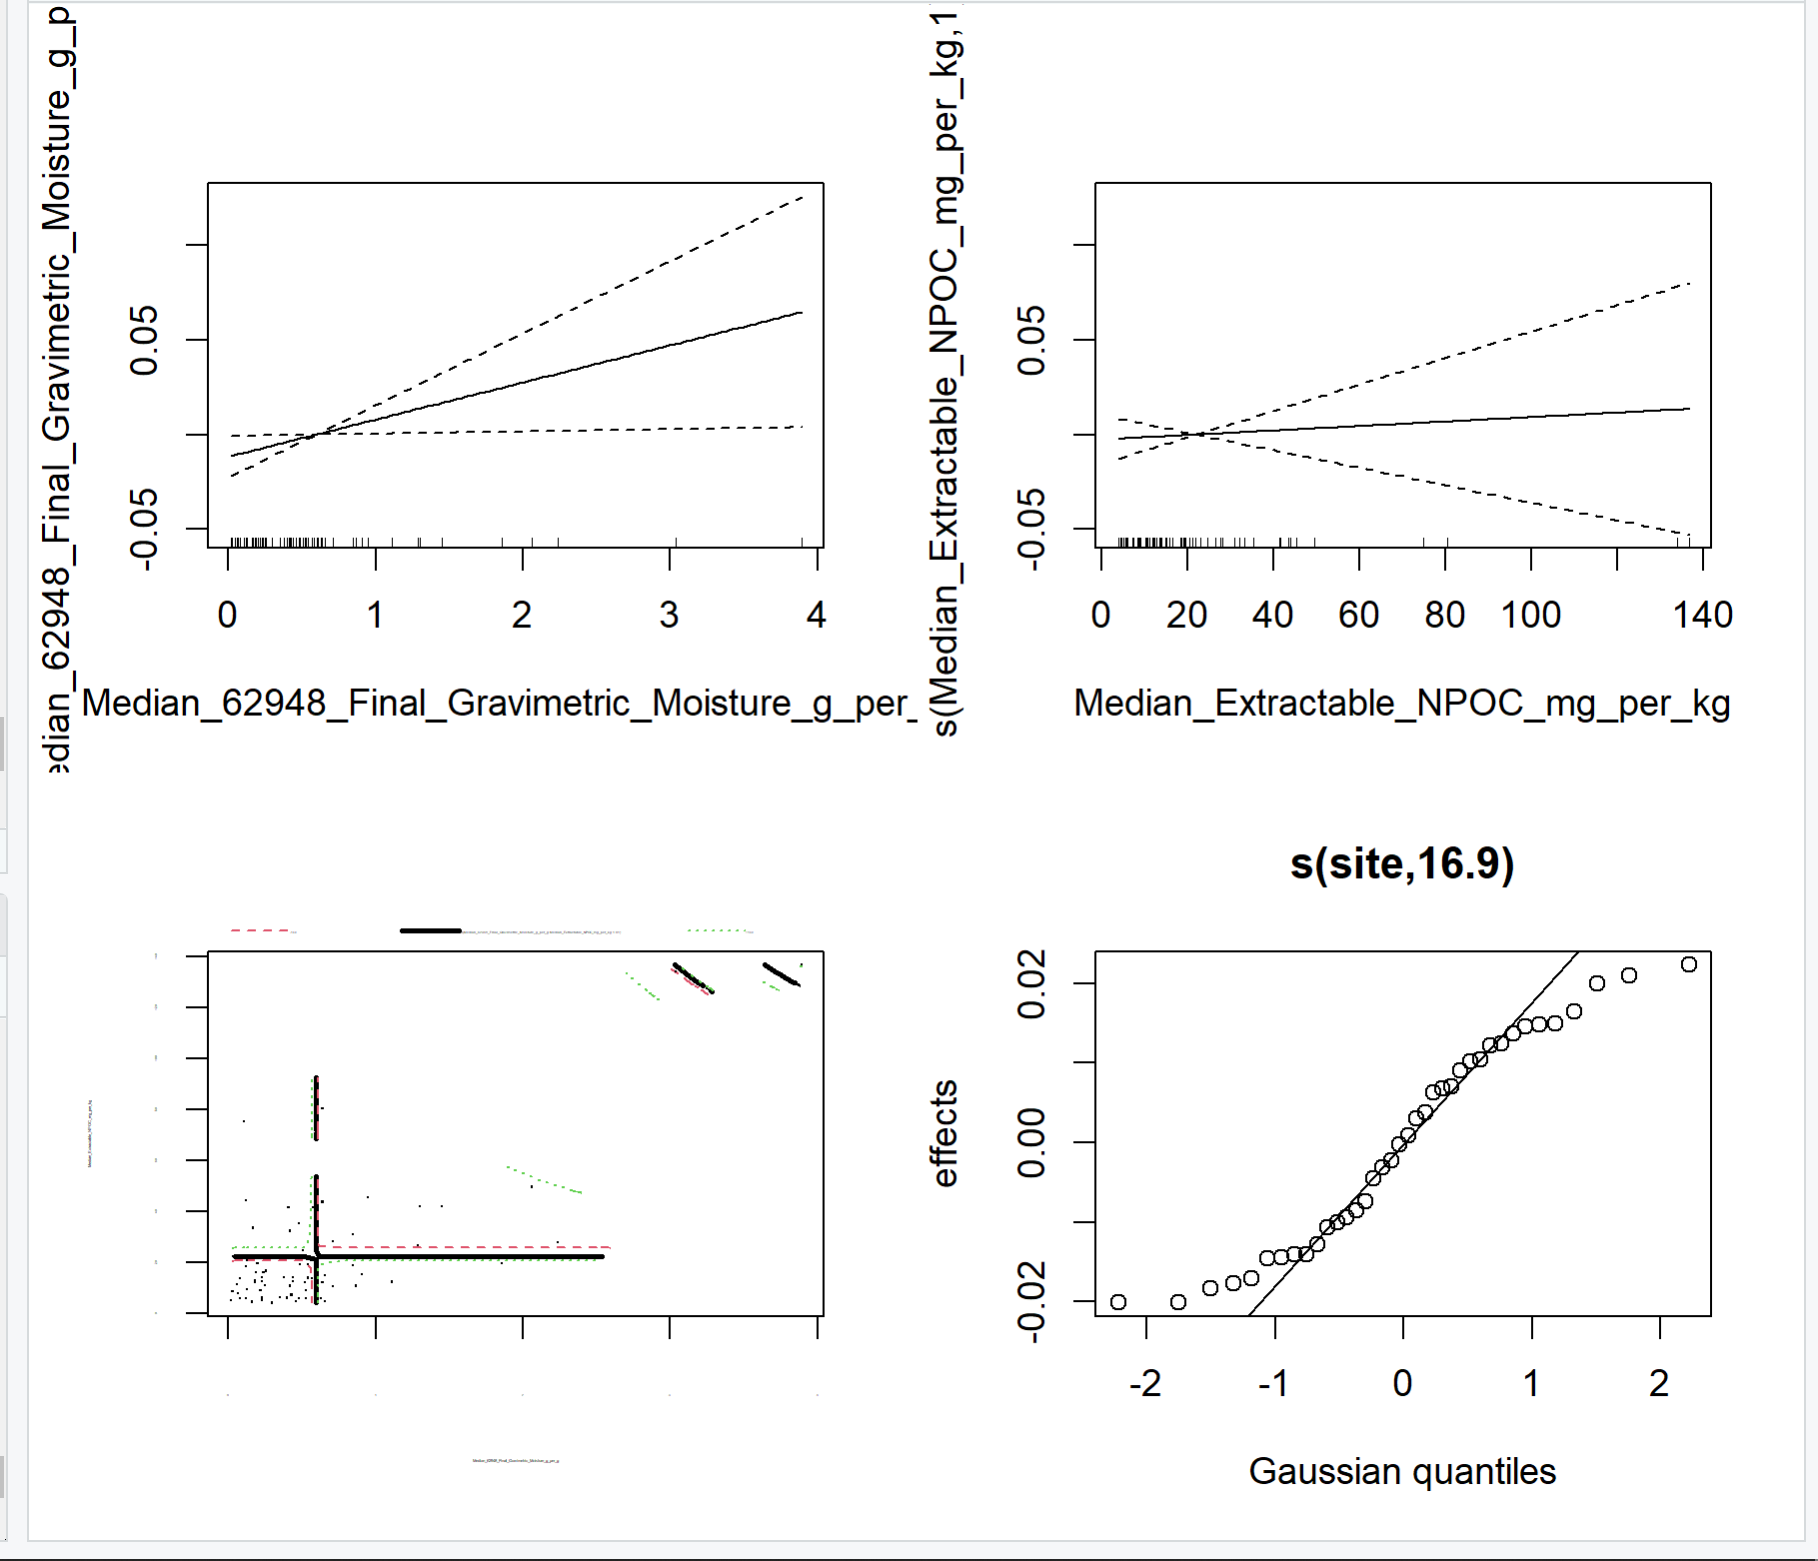 edian_62948_Final_Gravimetric_Moisture_g_p
0.05
-0.05
0 1 2 3 4
Median_62948_Final_Gravimetric_Moisture_g_per_
s(Median_Extractable_NPOC_mg_per_kg,1
0.05
-0.05
0 20 40 60 80 100 140
Median_Extractable_NPOC_mg_per_kg
s(site,16.9)
effects
0.02
0.00
-0.02
-2 -1 0 1 2
Gaussian quantiles